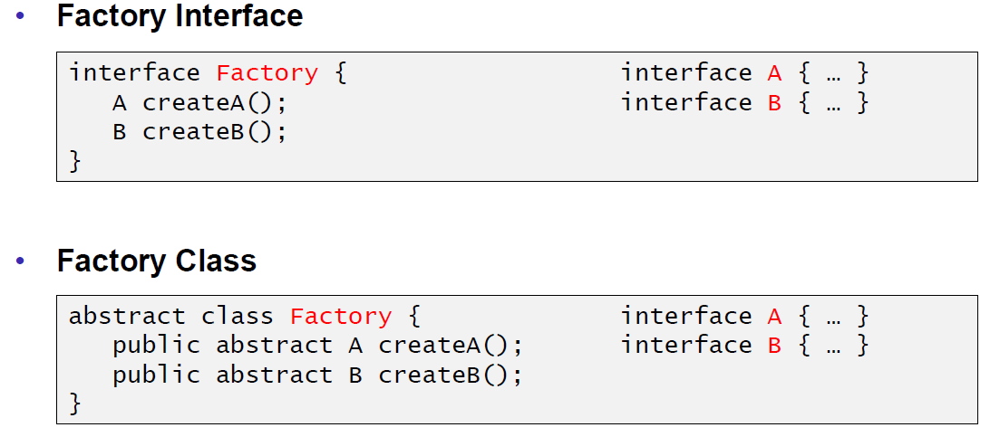 • Factory Interface
interface Factory { interface A { … }
A createA(); interface B { … }
B createB();
}
• Factory Class
abstract class Factory { interface A { … }
public abstract A createA(); interface B { … }
public abstract B createB();
}